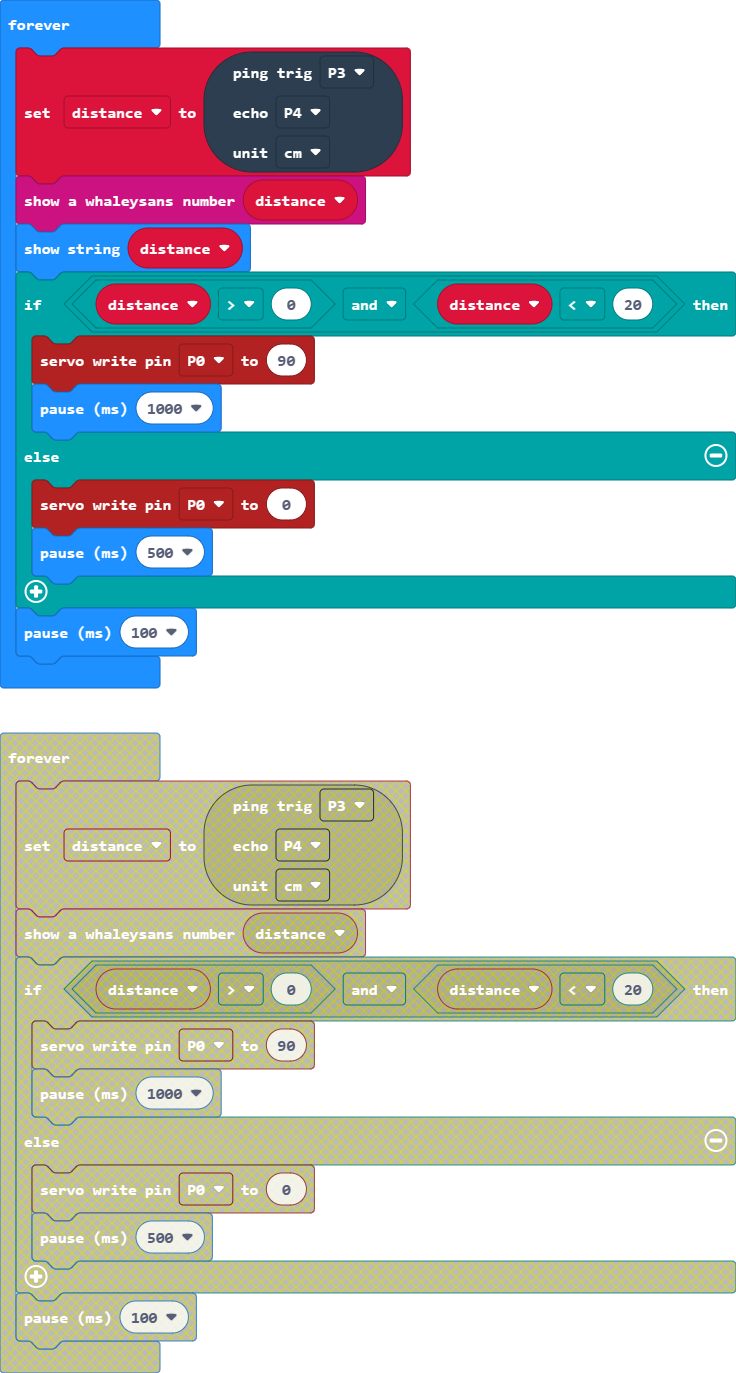 forever
ping trig P3
set distance to echo P4
unit cm
show a whaleysans number distance
show string distance
if distance > 0 and distance < 20 then
servo write pin P0 to 90
pause (ms) 1000
else
servo write pin P0 to 0
pause (ms) 500
pause (ms) 100
forever
ping trig P3
set distance to echo P4
unit cm
show a whaleysans number distance
if distance > 0 and distance < 20 then
servo write pin P0 to 90
pause (ms) 1000
else
servo write pin P0 to 0
pause (ms) 500
pause (ms) 100